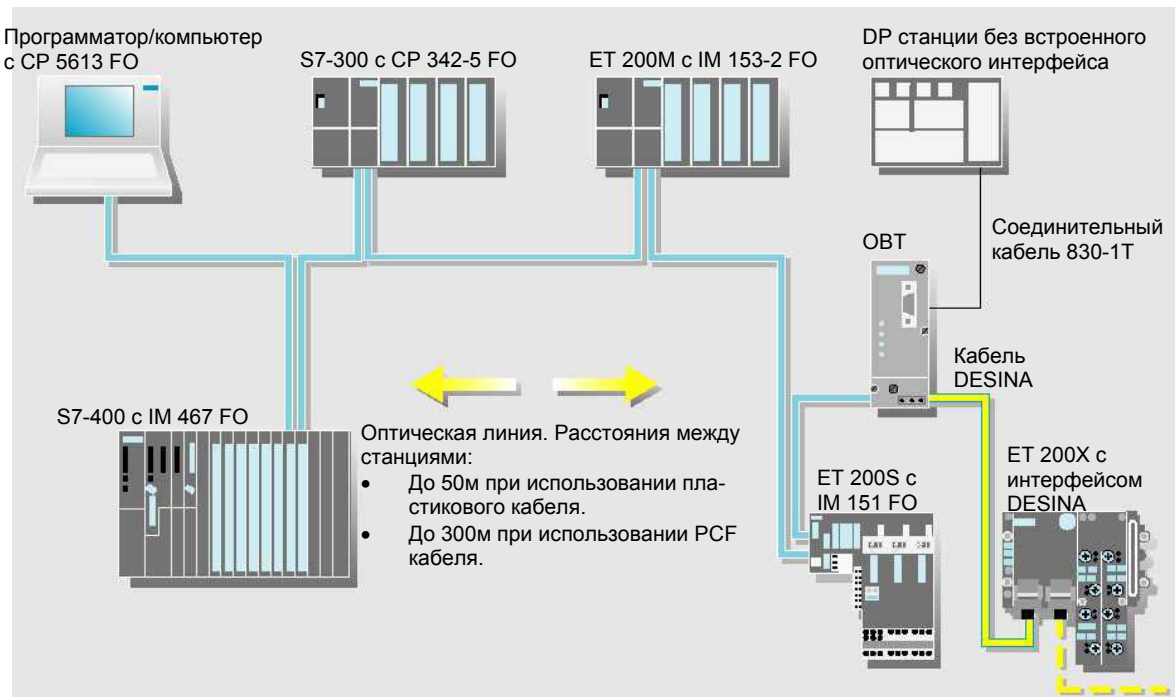 Программатор/компьютер
с CP 5613 FO
S7-300 с CP 342-5 FO
ET 200M с IM 153-2 FO
DP станции без встроенного
оптического интерфейса
Соединительный
кабель 830-1T
OBT
Кабель
DESINA
S7-400 с IM 467 FO
Оптическая линия. Расстояния между
станциями:
• До 50м при использовании пла-
стикового кабеля.
• До 300м при использовании PCF
кабеля.
ET 200S с
IM 151 FO
ET 200X с
интерфейсом
DESINA